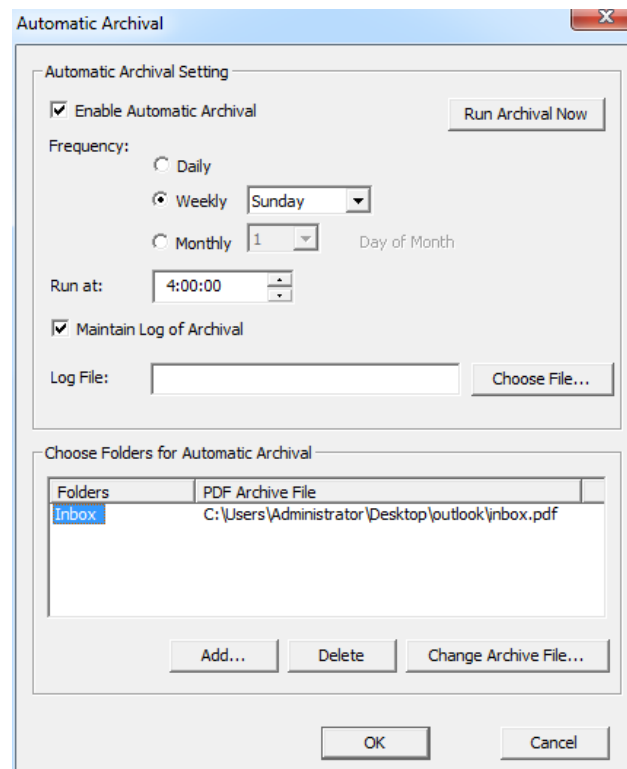 Automatic Archival
Automatic Archival Setting
Enable Automatic Archival
Run Archival Now
Frequency:
Daily
Weekly Sunday
Monthly 1 Day of Month
Run at: 4:00:00
Maintain Log of Archival
Log File: Choose File...
Choose Folders for Automatic Archival
Folders PDF Archive File
Inbox C:\Users\Administrator\Desktop\outlook\inbox.pdf
Add... Delete Change Archive File...
OK Cancel